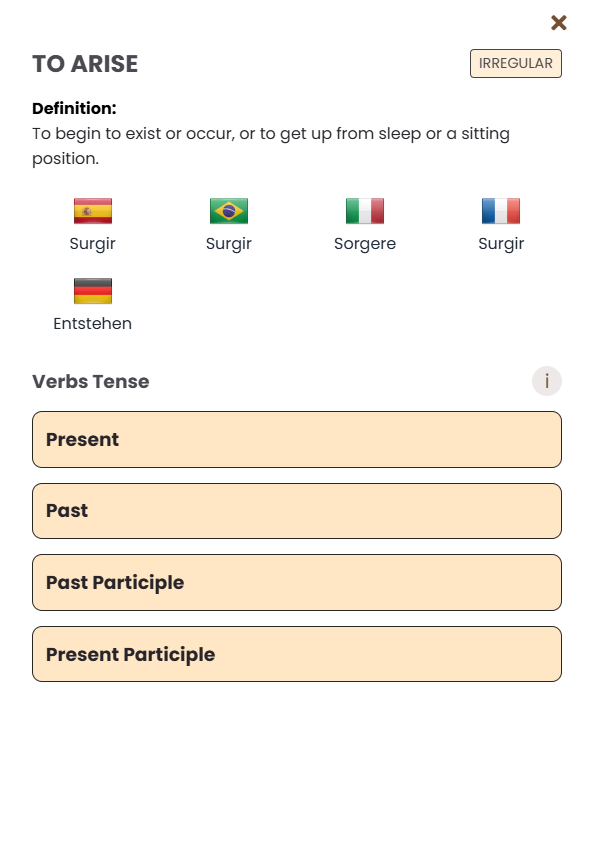 TO ARISE
IRREGULAR
Definition:
To begin to exist or occur, or to get up from sleep or a sitting
position.
Surgir
Surgir
Sorgere
Surgir
Entstehen
Verbs Tense
i
Present
Past
Past Participle
Present Participle